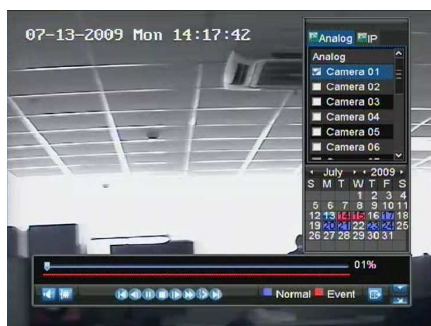 07-13-2009 Mon 14:17:42
Analog IP
Analog
Camera 01
Camera 02
Camera 03
Camera 04
Camera 05
Camera 06
July 2009
S M T W T F S
1 2 3 4
5 6 7 8 9 10 11
12 13 14 15 16 17 18
19 20 21 22 23 24 25
26 27 28 29 30 31
01%
Normal Event